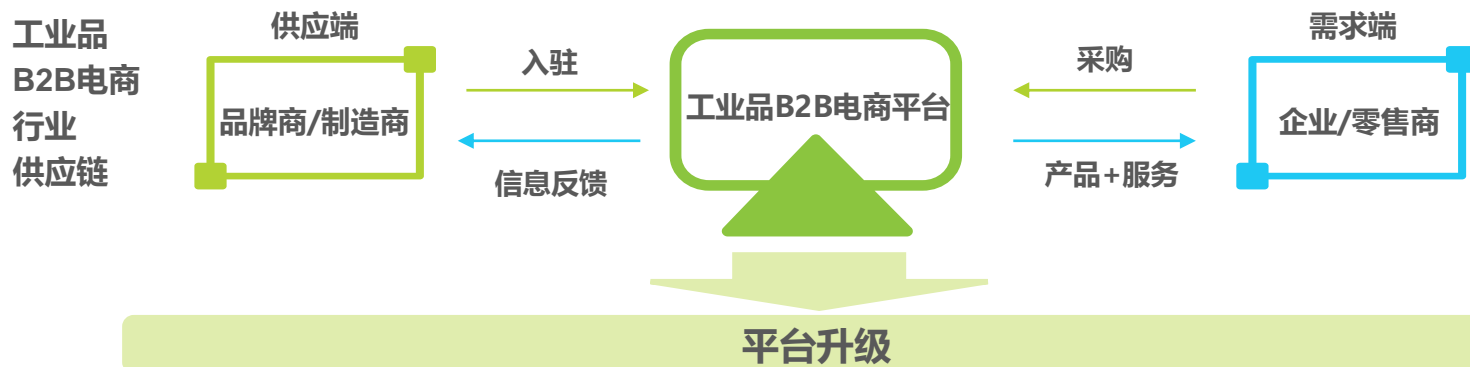 工业品
B2B电商
行业
供应链
供应端
品牌商/制造商
入驻
信息反馈
工业品B2B电商平台
采购
产品+服务
需求端
企业/零售商
平台升级